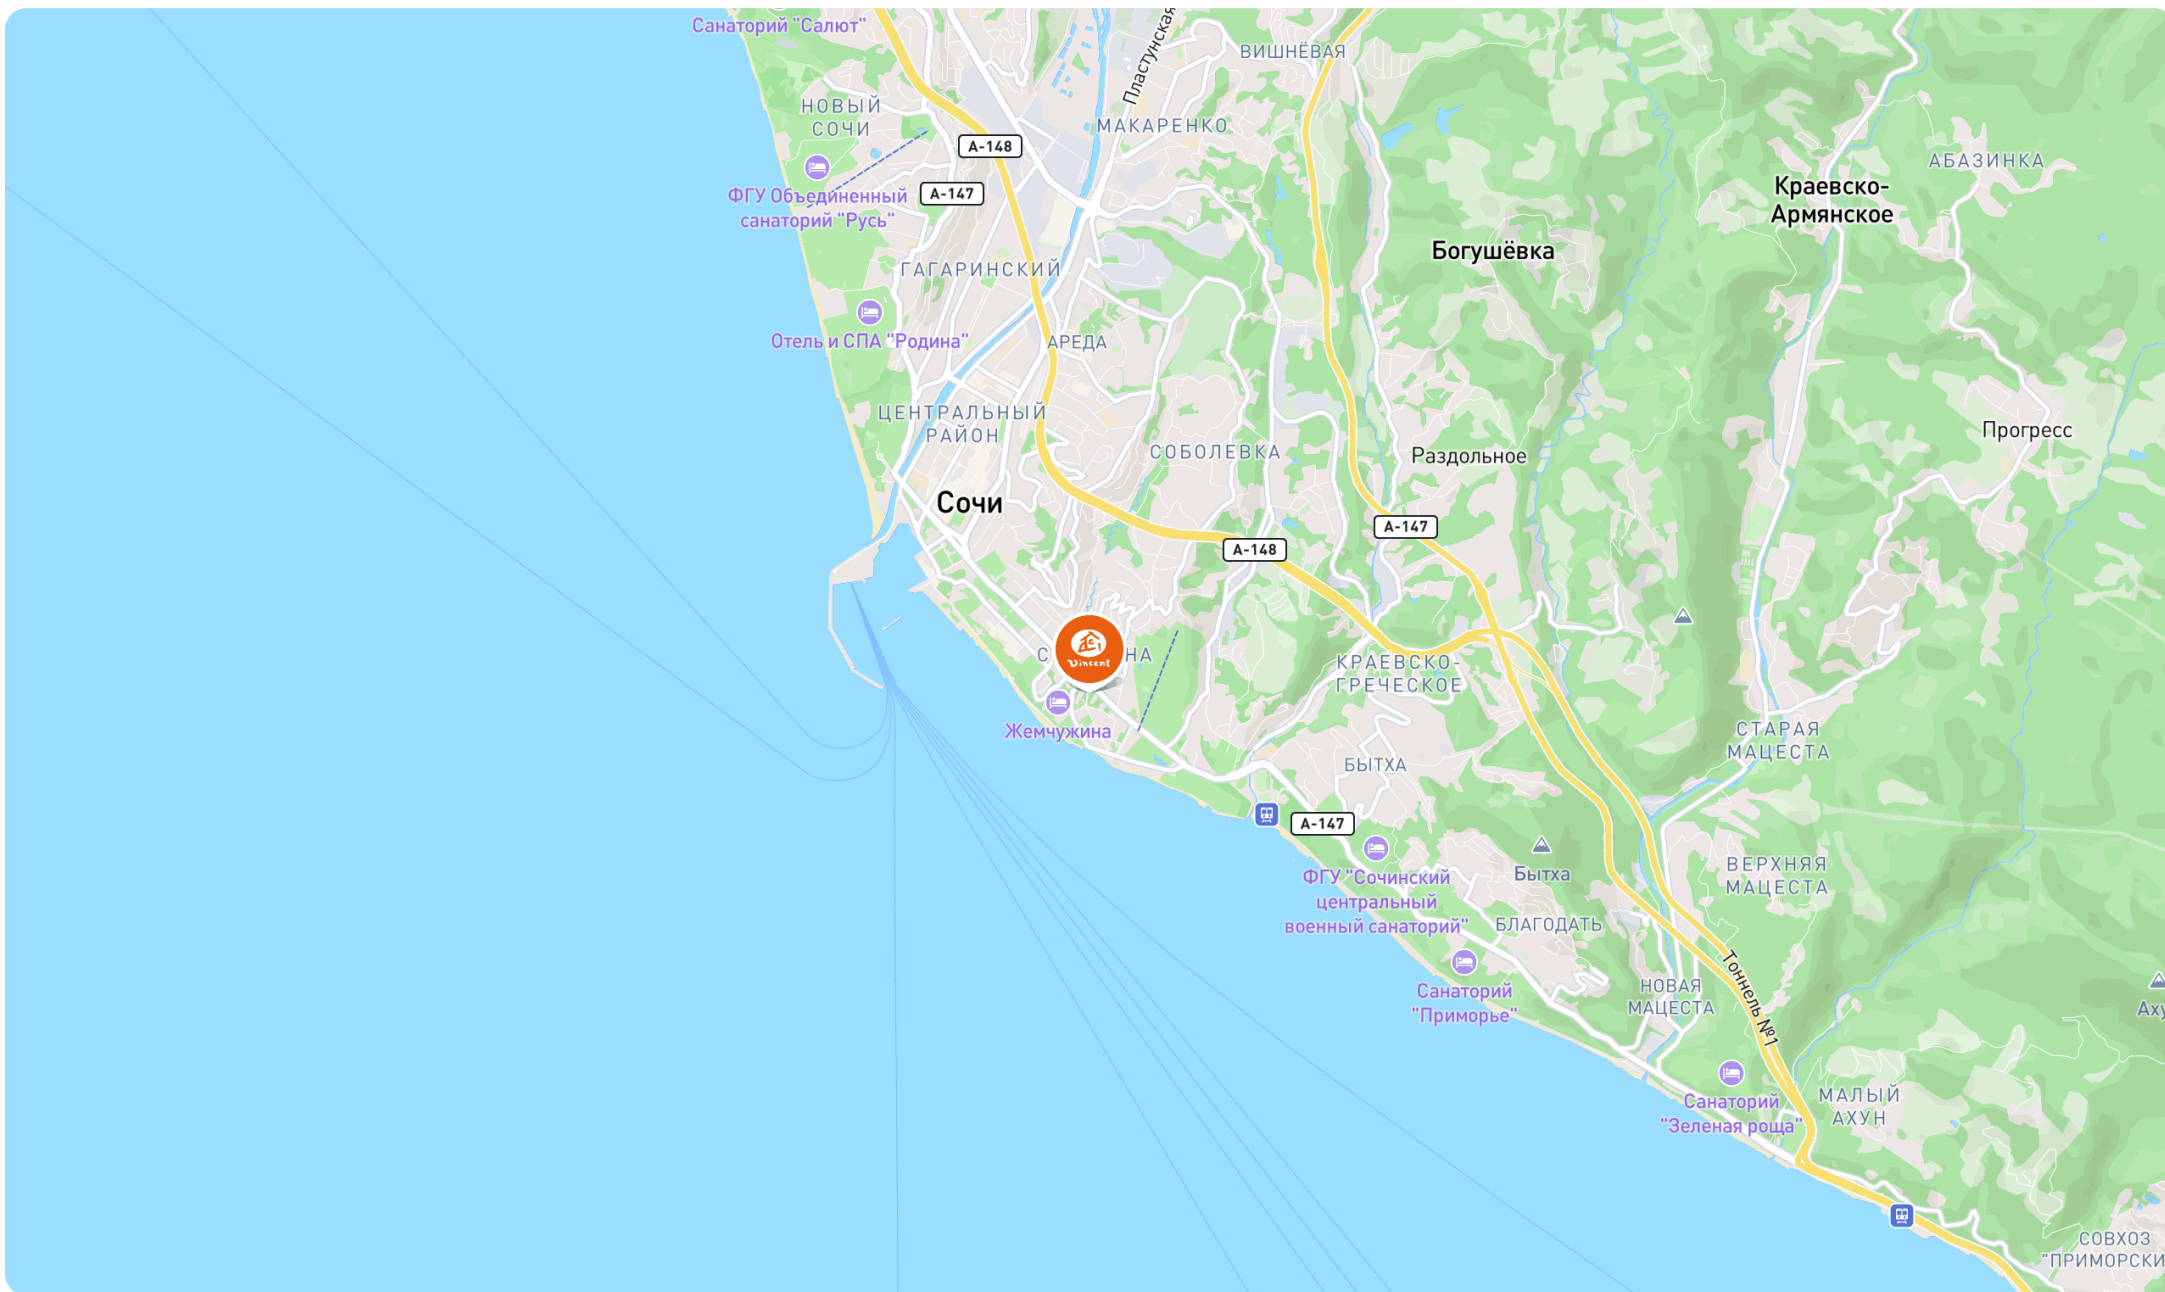 Санаторий "Салют"
Пластунская
ВИШНЁВАЯ
НОВЫЙ
СОЧИ
МАКАРЕНКО
А-148
АБАЗИНКА
ФГУ Объединенный
санаторий "Русь"
А-147
Краевско-
Армянское
Богушёвка
ГАГАРИНСКИЙ
Отель и СПА "Родина"
АРЕДА
ЦЕНТРАЛЬНЫЙ
РАЙОН
СОБОЛЕВКА
Раздольное
Прогресс
Сочи
А-147
А-148
Vincent
КРАЕВСКО-
ГРЕЧЕСКОЕ
Жемчужина
СТАРАЯ
МАЦЕСТА
БЫТХА
А-147
ФГУ "Сочинский
центральный
военный санаторий"
Бытха
ВЕРХНЯЯ
МАЦЕСТА
БЛАГОДАТЬ
Тоннель №1
Санаторий
"Приморье"
НОВАЯ
МАЦЕСТА
Аху
Санаторий
"Зеленая роща"
МАЛЫЙ
АХУН
СОВХОЗ
"ПРИМОРСКИ